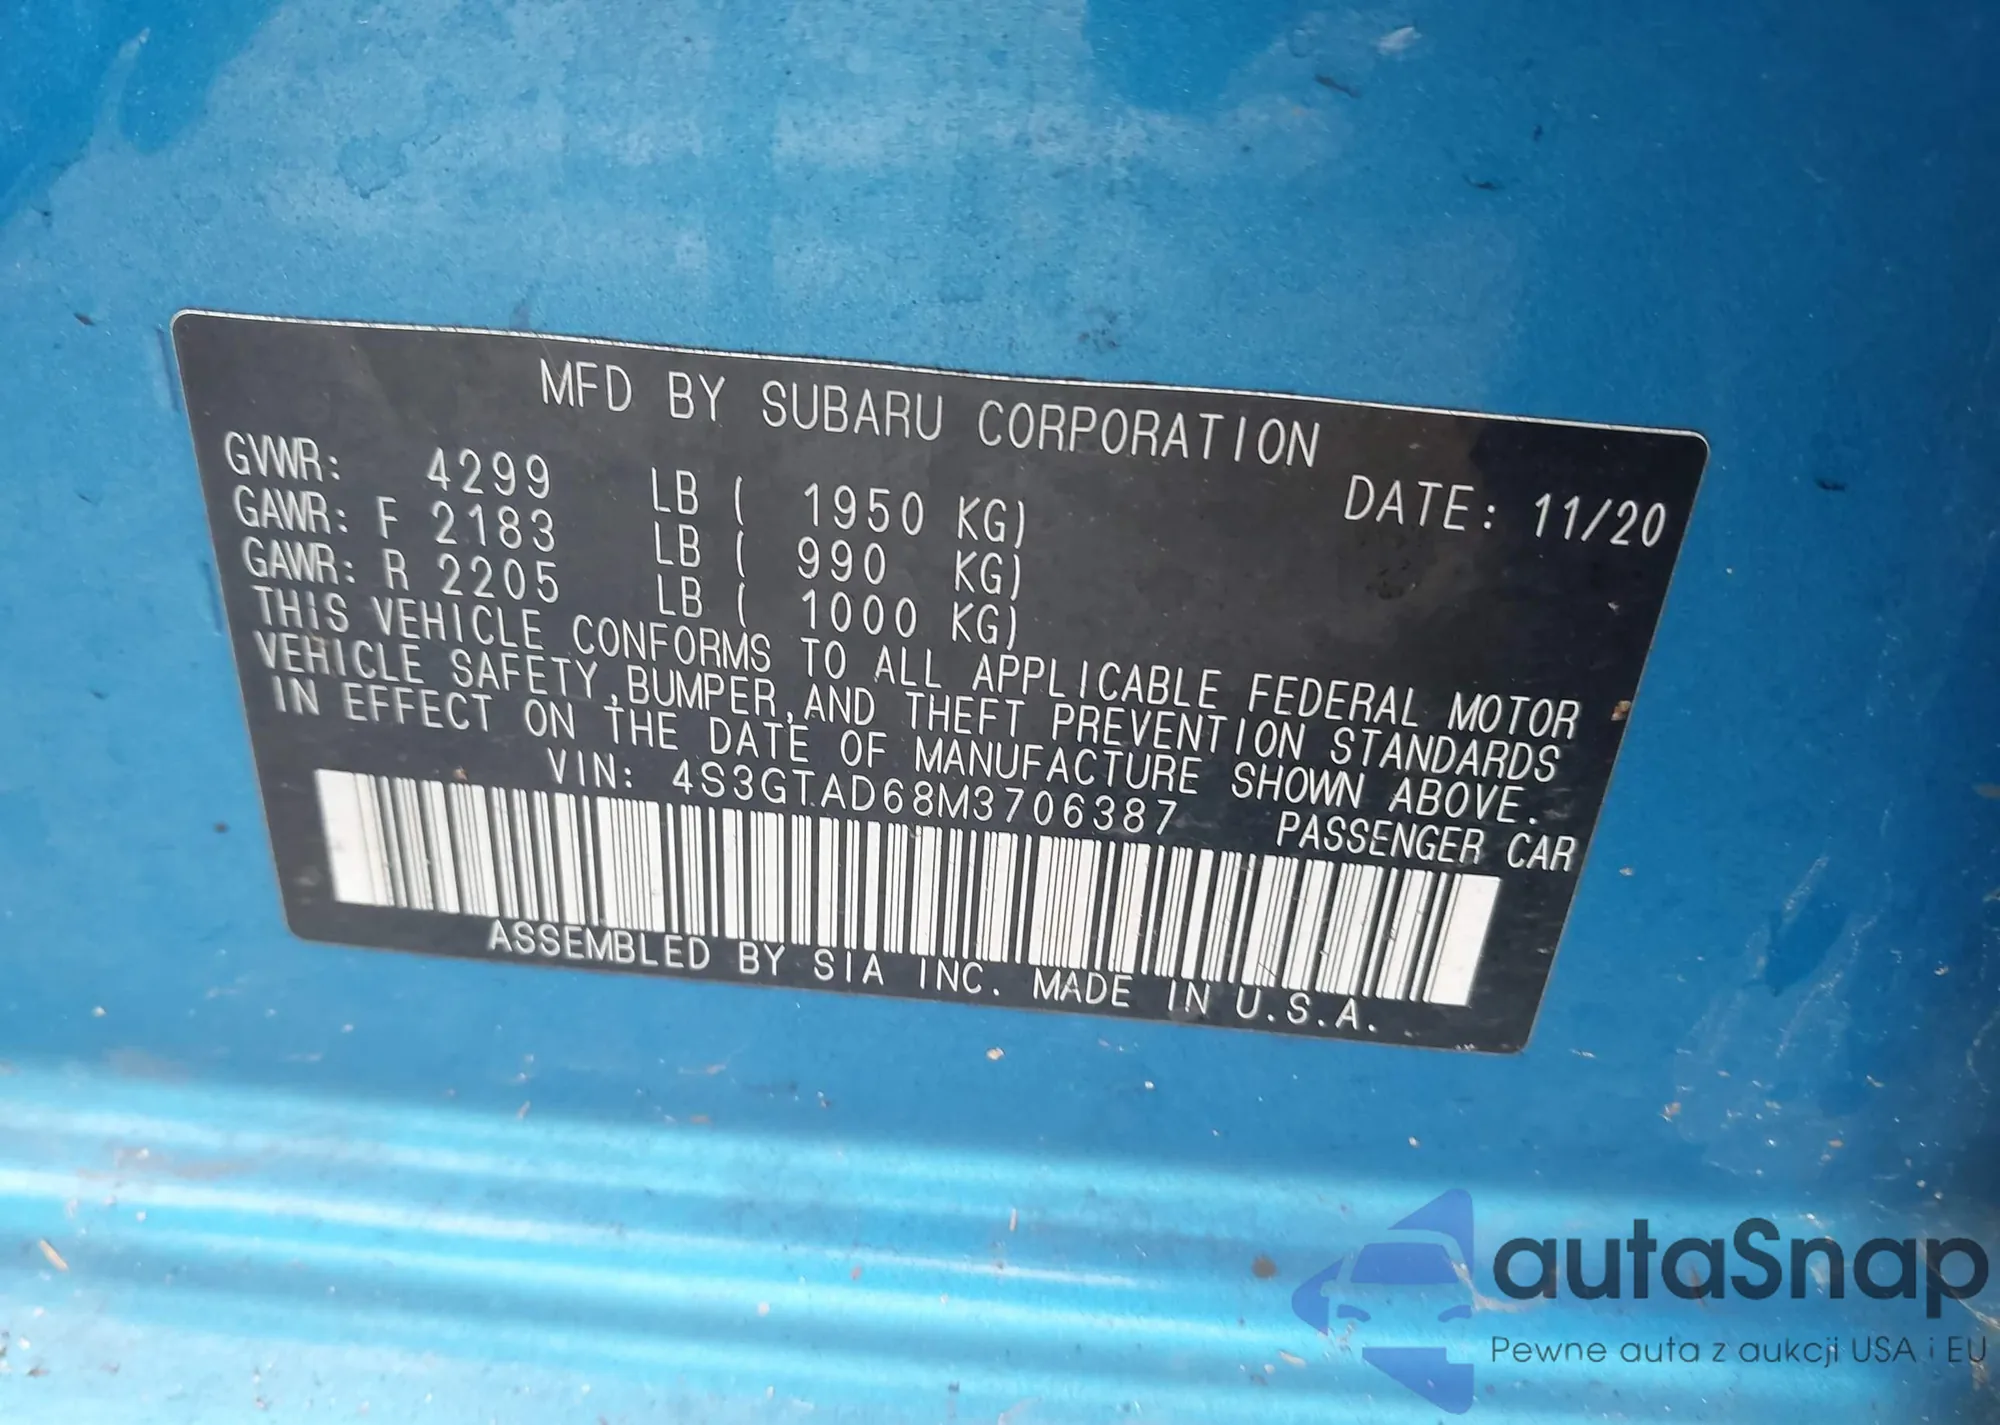 MFD BY SUBARU CORPORATION
GVWR: 4299 LB ( 1950 KG) DATE: 11/20
GAWR: F 2183 LB ( 990 KG)
GAWR: R 2205 LB ( 1000 KG)
THIS VEHICLE CONFORMS TO ALL APPLICABLE FEDERAL MOTOR
VEHICLE SAFETY,BUMPER,AND THEFT PREVENTION STANDARDS
IN EFFECT ON THE DATE OF MANUFACTURE SHOWN ABOVE.
VIN: 4S3GTAD68M3706387 PASSENGER CAR
ASSEMBLED BY SIA INC. MADE IN U.S.A.
autaSnap
Pewne auta z aukcji USA i EU